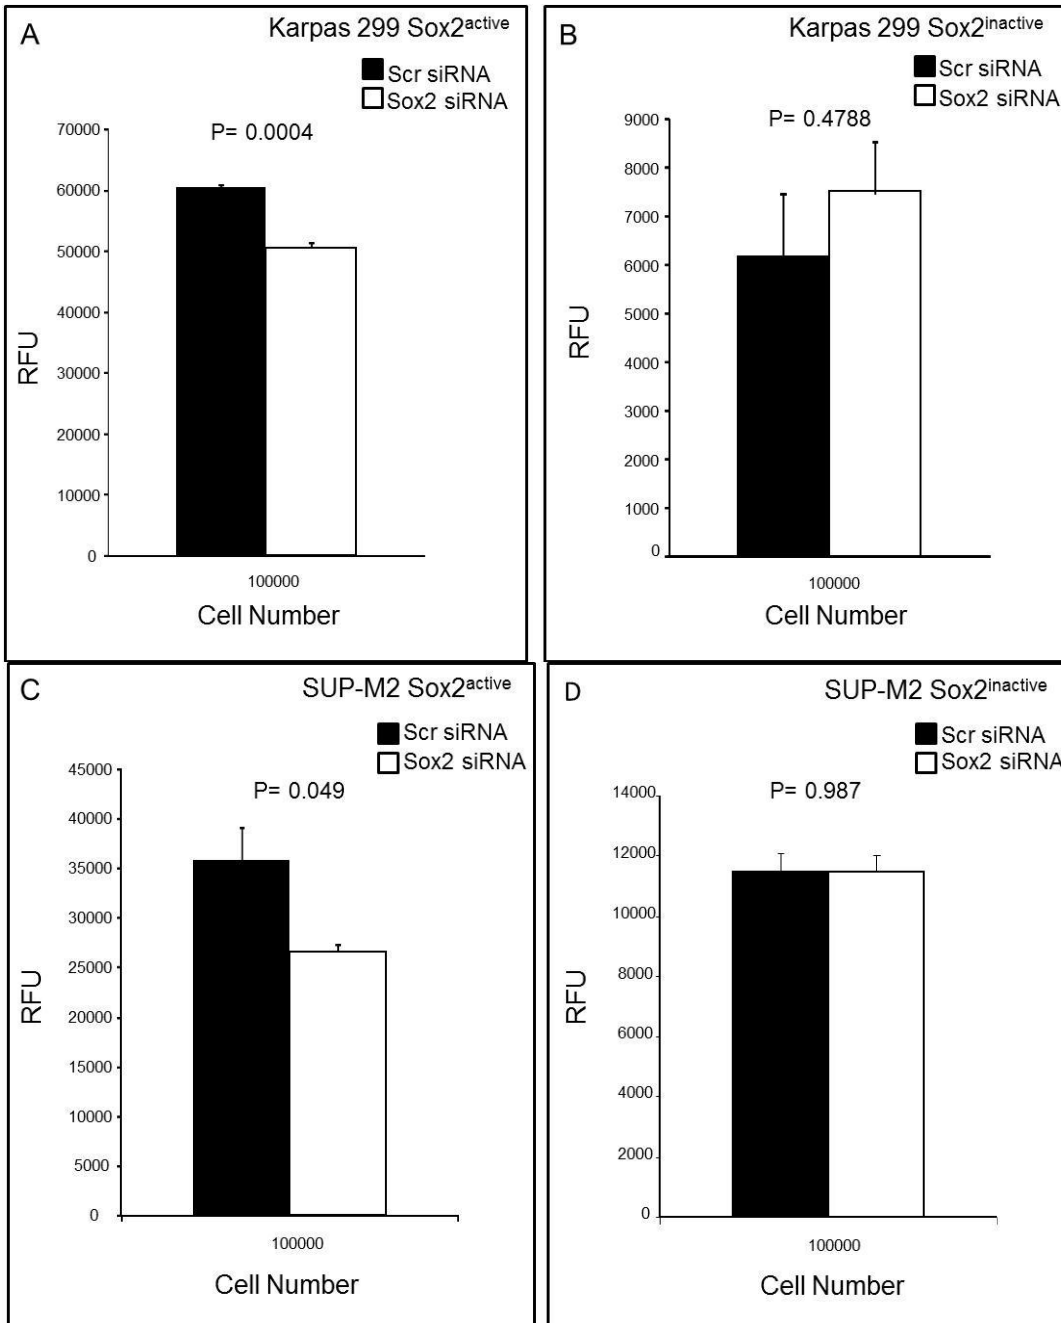 A
Karpas 299 Sox2active
Scr siRNA
Sox2 siRNA
P= 0.0004
70000
60000
50000
40000
30000
20000
10000
0
RFU
100000
Cell Number
B
Karpas 299 Sox2inactive
Scr siRNA
Sox2 siRNA
P= 0.4788
9000
8000
7000
6000
5000
4000
3000
2000
1000
0
RFU
100000
Cell Number
C
SUP-M2 Sox2active
Scr siRNA
Sox2 siRNA
P= 0.049
45000
40000
35000
30000
25000
20000
15000
10000
5000
0
RFU
100000
Cell Number
D
SUP-M2 Sox2inactive
Scr siRNA
Sox2 siRNA
P= 0.987
14000
12000
10000
8000
6000
4000
2000
0
RFU
100000
Cell Number